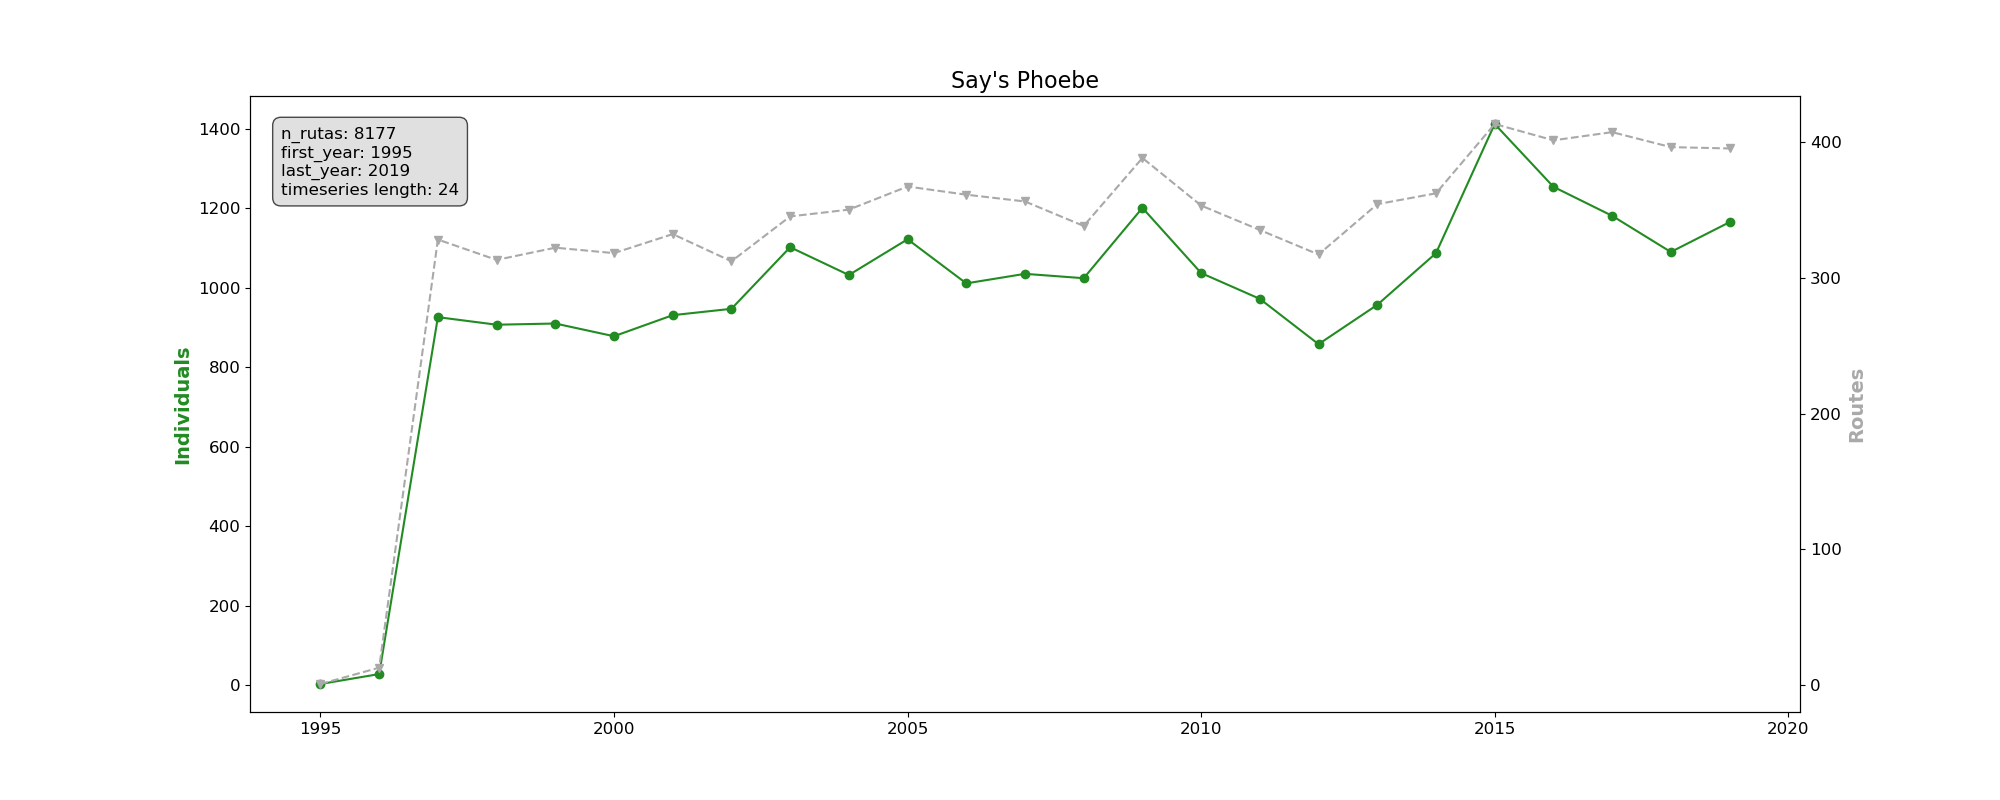 Say's Phoebe
n_rutas: 8177
first_year: 1995
last_year: 2019
timeseries length: 24
1400
1200
1000
800
600
400
200
0
Individuals
400
300
200
100
0
Routes
1995 2000 2005 2010 2015 2020